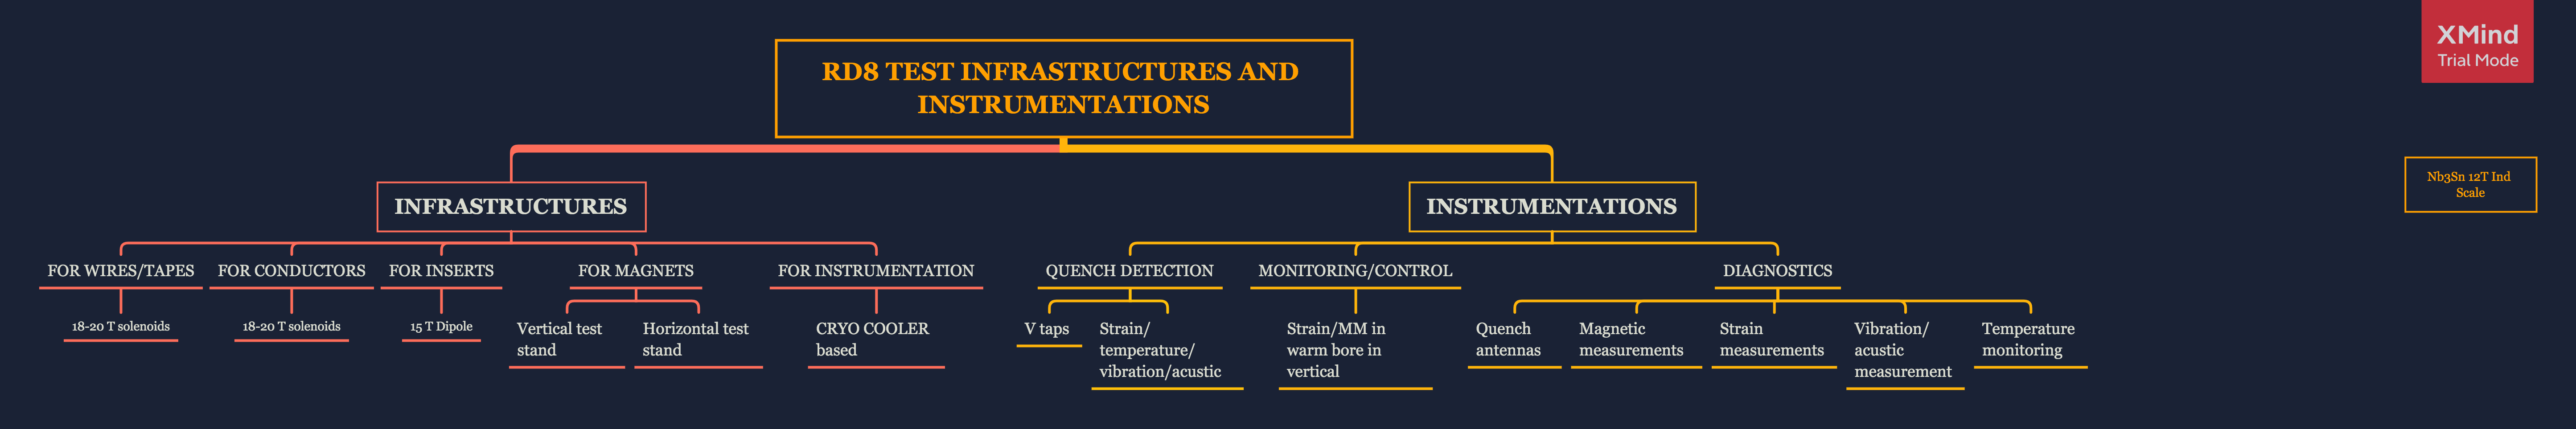 XMind
Trial Mode
RD8 TEST INFRASTRUCTURES AND
INSTRUMENTATIONS
Nb3Sn 12T Ind
Scale
INFRASTRUCTURES
INSTRUMENTATIONS
FOR WIRES/TAPES
FOR CONDUCTORS
FOR INSERTS
FOR MAGNETS
FOR INSTRUMENTATION
QUENCH DETECTION
MONITORING/CONTROL
DIAGNOSTICS
18-20 T solenoids
18-20 T solenoids
15 T Dipole
Vertical test
stand
Horizontal test
stand
CRYO COOLER
based
V taps
Strain/
temperature/
vibration/acustic
Strain/MM in
warm bore in
vertical
Quench
antennas
Magnetic
measurements
Strain
measurements
Vibration/
acustic
measurement
Temperature
monitoring